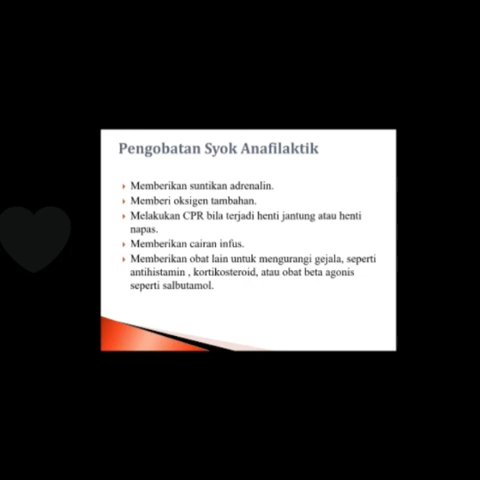 Pengobatan Syok Anafilaktik
Memberikan suntikan adrenalin.
Memberi oksigen tambahan.
Melakukan CPR bila terjadi henti jantung atau henti
napas.
Memberikan cairan infus.
Memberikan obat lain untuk mengurangi gejala, seperti
antihistamin , kortikosteroid, atau obat beta agonis
seperti salbutamol.